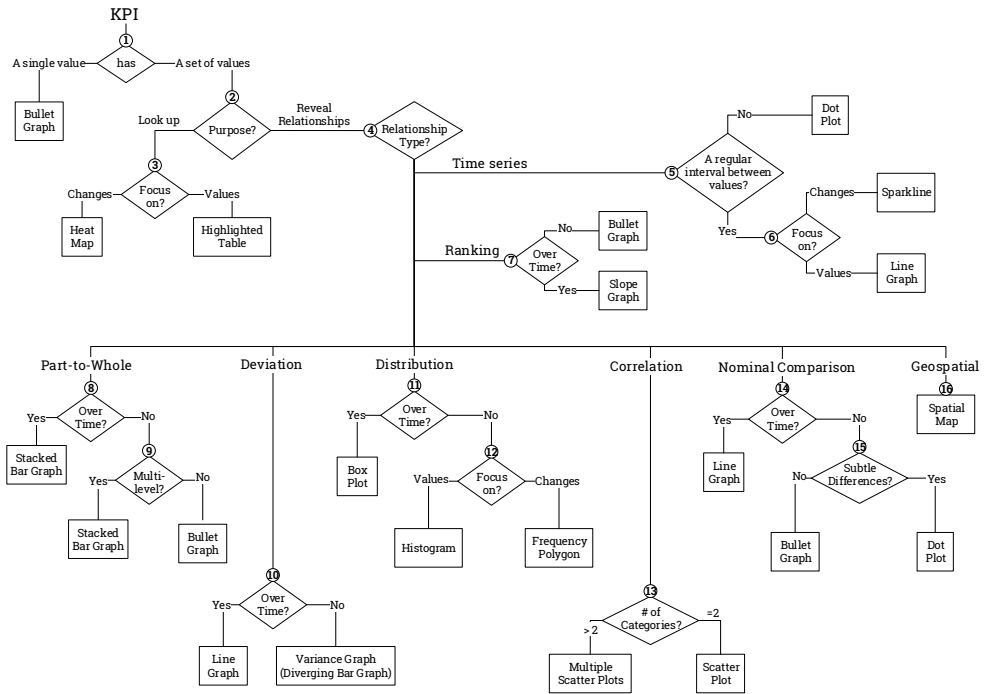 KPI
1
A single value
has
A set of values
Bullet
Graph
2
Look up
Purpose?
Reveal
Relationships
4
Relationship
Type?
3
Changes
Focus
on?
Values
Heat
Map
Highlighted
Table
Time series
5
A regular
interval between
values?
No
Dot
Plot
Yes
6
Focus
on?
Changes
Sparkline
Values
Line
Graph
Ranking
7
Over
Time?
No
Bullet
Graph
Yes
Slope
Graph
Part-to-Whole
8
Yes
Over
Time?
No
Stacked
Bar Graph
9
Yes
Multi-
level?
No
Stacked
Bar Graph
Bullet
Graph
Deviation
10
Yes
Over
Time?
No
Line
Graph
Variance Graph
(Diverging Bar Graph)
Distribution
11
Yes
Over
Time?
No
Box
Plot
12
Values
Focus
on?
Changes
Histogram
Frequency
Polygon
Correlation
13
# of
Categories?
> 2
=2
Multiple
Scatter Plots
Scatter
Plot
Nominal Comparison
14
Yes
Over
Time?
No
Line
Graph
15
No
Subtle
Differences?
Yes
Bullet
Graph
Dot
Plot
Geospatial
16
Spatial
Map